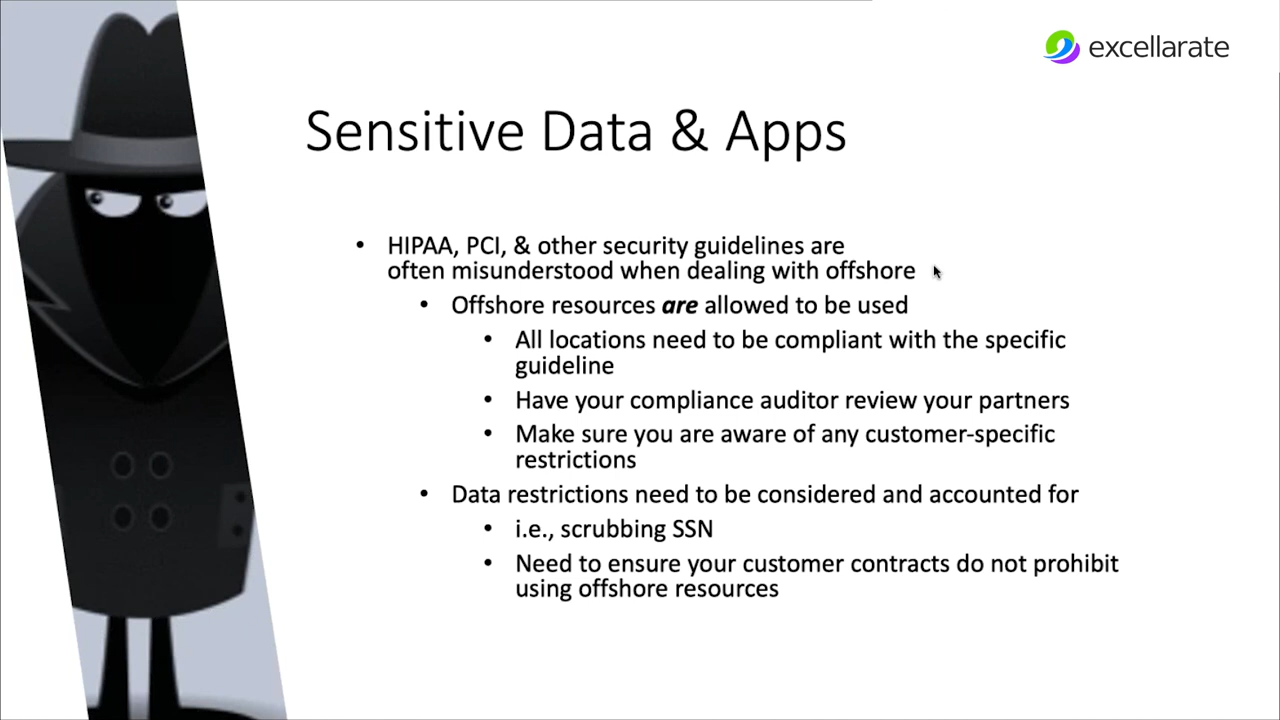 excellarate
Sensitive Data & Apps
• HIPAA, PCI, & other security guidelines are
often misunderstood when dealing with offshore
• Offshore resources are allowed to be used
• All locations need to be compliant with the specific
guideline
• Have your compliance auditor review your partners
• Make sure you are aware of any customer-specific
restrictions
• Data restrictions need to be considered and accounted for
• i.e., scrubbing SSN
• Need to ensure your customer contracts do not prohibit
using offshore resources